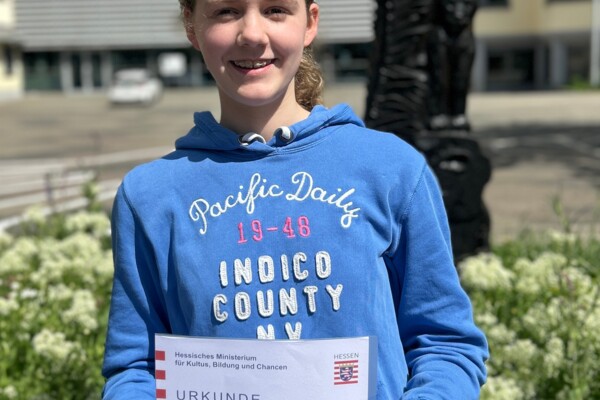 Pacific Daily
19-48
INDICO
COUNTY
NY
Hessisches Ministerium
für Kultus, Bildung und Chancen
HESSEN
URKUNDE